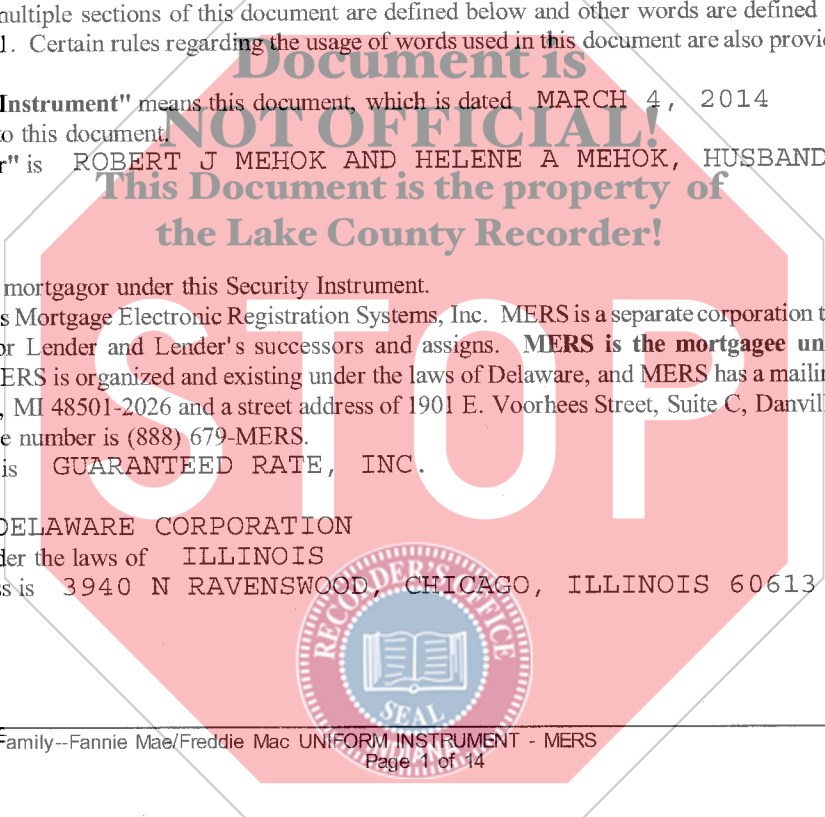 multiple sections of this document are defined below and other words are defined
Certain rules regarding the usage of words used in this document are also
Document is
Instrument" means this document, which is dated MARCH 4, 2014
to this document.
NOT OFFICIAL!
is ROBERT J MEHOK AND HELENE A MEHOK, HUSBAND
This Document is the property of
the Lake County Recorder!
mortgagor under this Security Instrument.
Mortgage Electronic Registration Systems, Inc. MERS is a separate corporation
Lender and Lender's successors and assigns. MERS is the mortgagee
ERS is organized and existing under the laws of Delaware, and MERS has a
, MI 48501-2026 and a street address of 1901 E. Voorhees Street, Suite C,
number is (888) 679-MERS.
STOP
is GUARANTEED RATE, INC.
DELAWARE CORPORATION
the laws of ILLINOIS
is 3940 N RAVENSWOOD, CHICAGO, ILLINOIS 60613
RECORDER'S OFFICE
SEAL
INDIANA
Family--Fannie Mae/Freddie Mac UNIFORM INSTRUMENT - MERS
Page 1 of 14